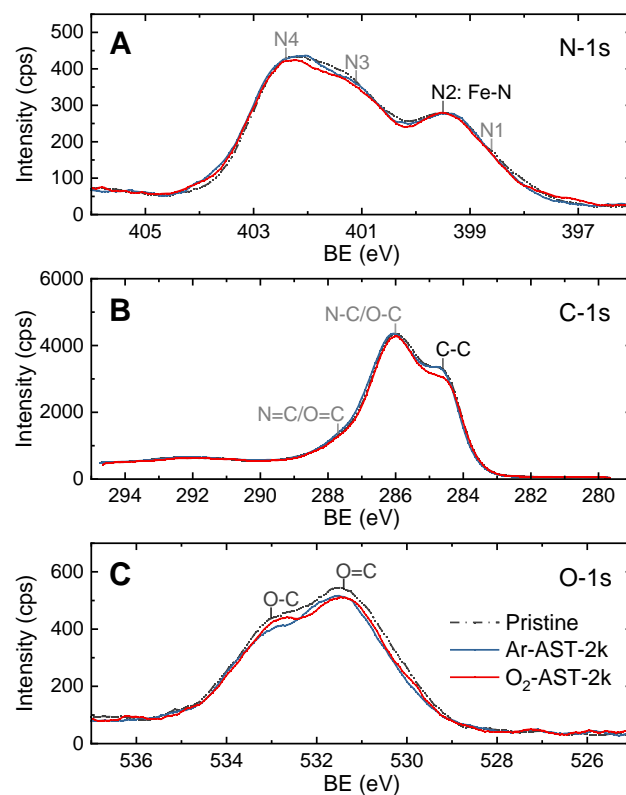 A
N-1s
N4
N3
N2: Fe-N
N1
500
400
300
200
100
0
Intensity (cps)
405
403
401
399
397
BE (eV)
B
C-1s
N-C/O-C
C-C
N=C/O=C
6000
4000
2000
0
Intensity (cps)
294
292
290
288
286
284
282
280
BE (eV)
C
O-1s
O=C
O-C
Pristine
Ar-AST-2k
O₂-AST-2k
600
400
200
0
Intensity (cps)
536
534
532
530
528
526
BE (eV)